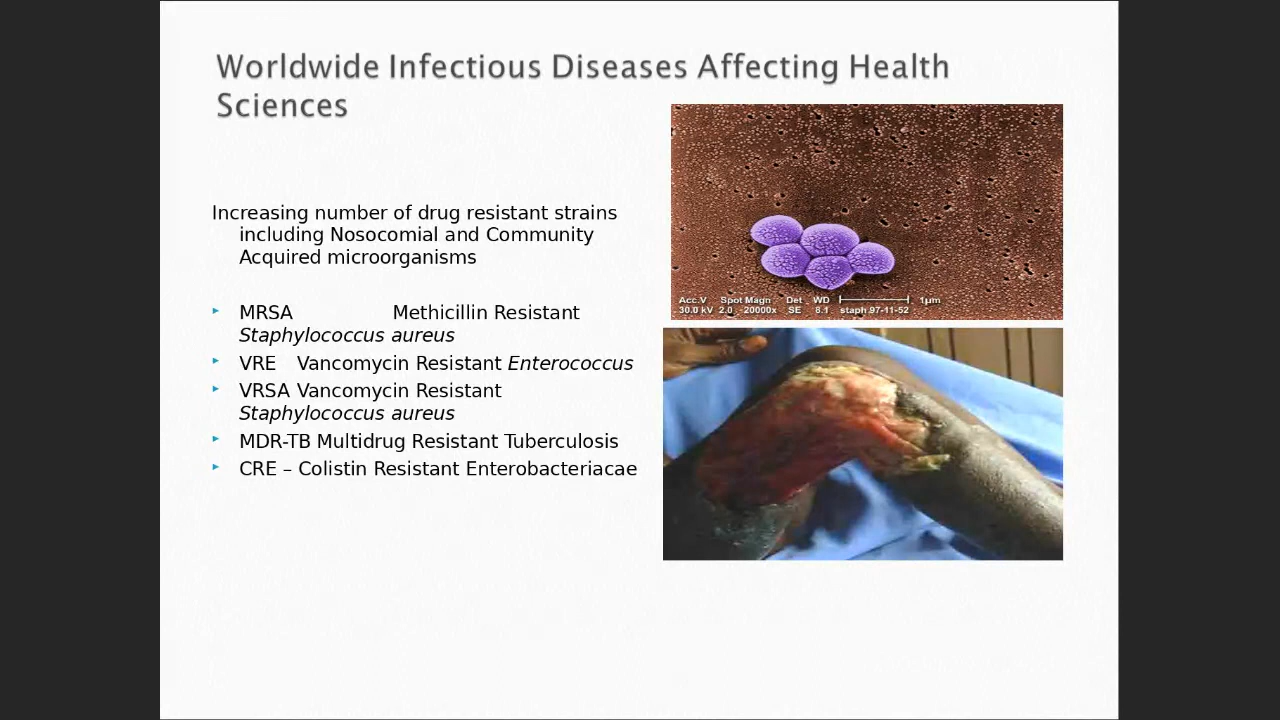 Worldwide Infectious Diseases Affecting Health
Sciences
Increasing number of drug resistant strains
including Nosocomial and Community
Acquired microorganisms
MRSA Methicillin Resistant
Staphylococcus aureus
VRE Vancomycin Resistant Enterococcus
VRSA Vancomycin Resistant
Staphylococcus aureus
MDR-TB Multidrug Resistant Tuberculosis
CRE – Colistin Resistant Enterobacteriacae
Acc.V Spot Magn Det WD 1µm
30.0 kV 2.0 20000x SE 8.1 staph 97-11-52